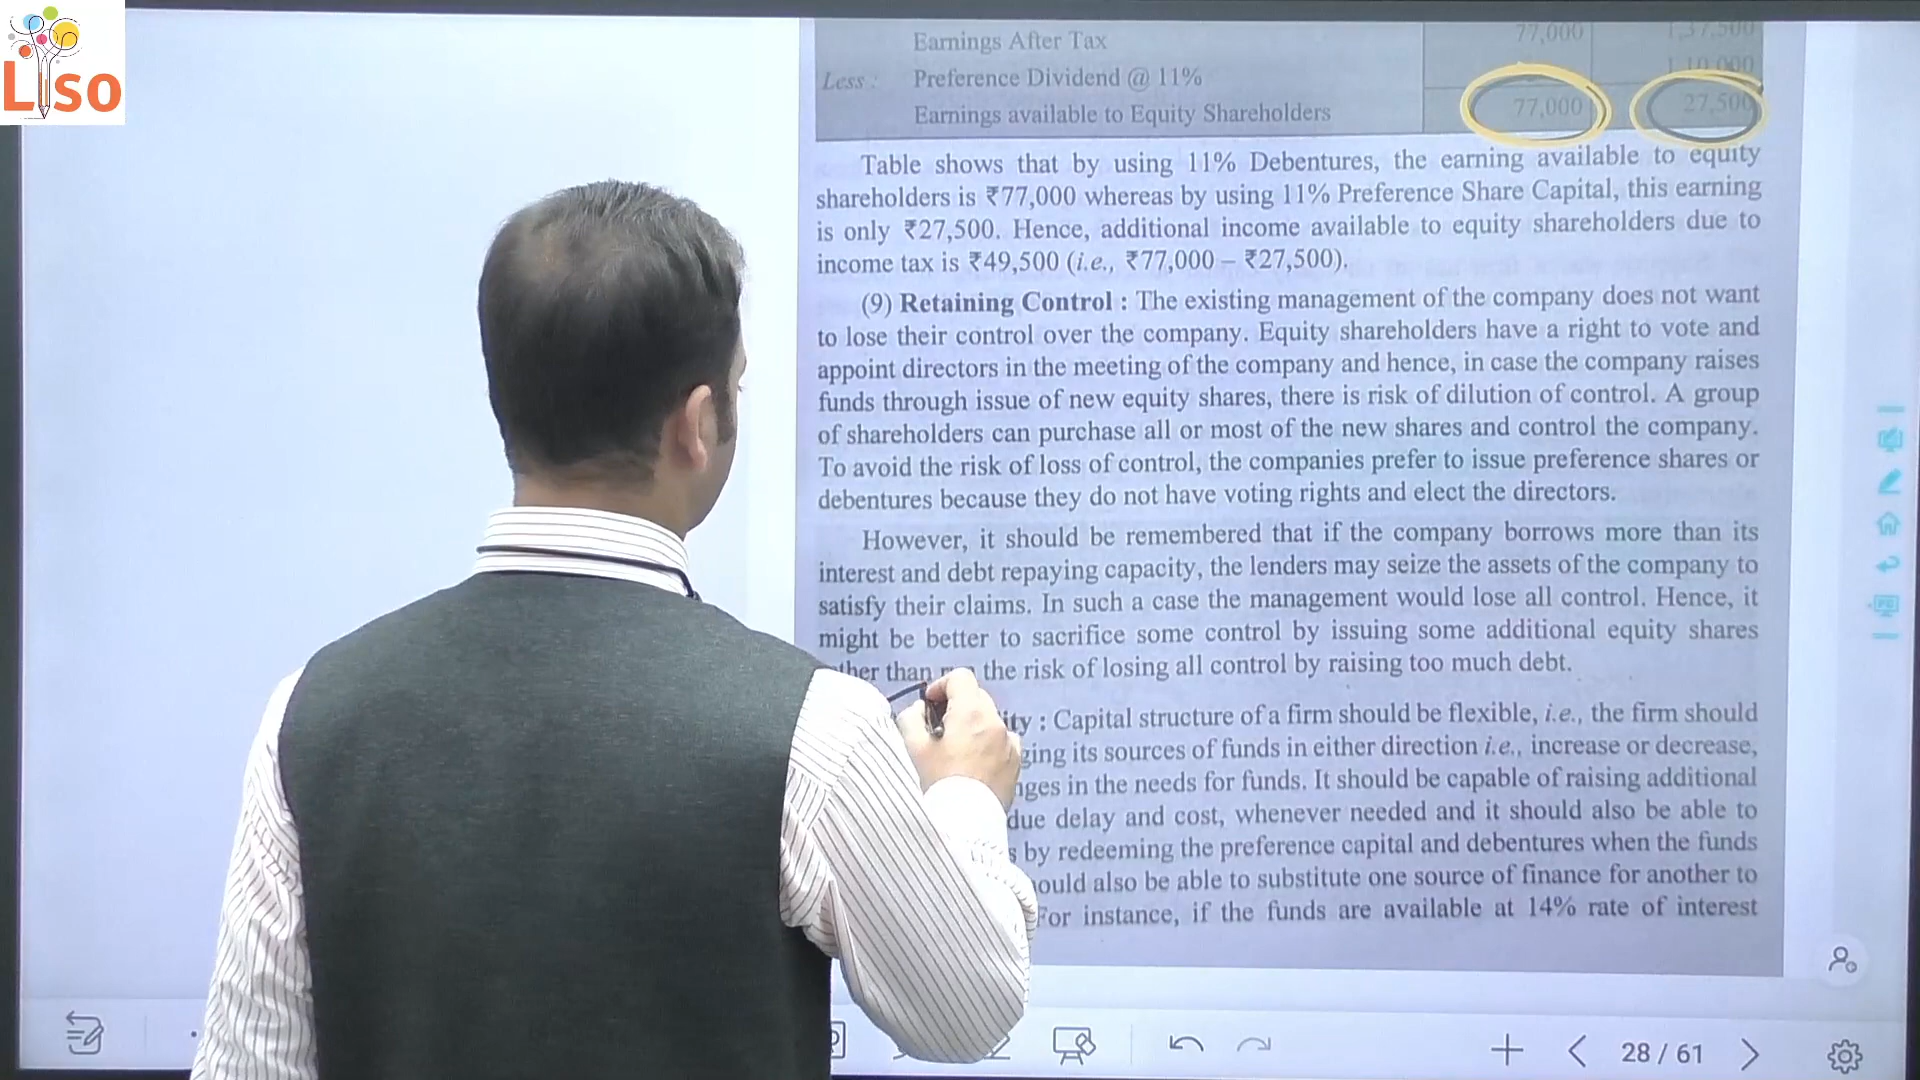 Liso
Earnings After Tax 77,000 1,37,500
Less : Preference Dividend @ 11% 1,10,000
Earnings available to Equity Shareholders 77,000 27,500
Table shows that by using 11% Debentures, the earning available to equity
shareholders is ₹77,000 whereas by using 11% Preference Share Capital, this earning
is only ₹27,500. Hence, additional income available to equity shareholders due to
income tax is ₹49,500 (i.e., ₹77,000 – ₹27,500).
(9) Retaining Control : The existing management of the company does not want
to lose their control over the company. Equity shareholders have a right to vote and
appoint directors in the meeting of the company and hence, in case the company raises
funds through issue of new equity shares, there is risk of dilution of control. A group
of shareholders can purchase all or most of the new shares and control the company.
To avoid the risk of loss of control, the companies prefer to issue preference shares or
debentures because they do not have voting rights and elect the directors.
However, it should be remembered that if the company borrows more than its
interest and debt repaying capacity, the lenders may seize the assets of the company to
satisfy their claims. In such a case the management would lose all control. Hence, it
might be better to sacrifice some control by issuing some additional equity shares
than the risk of losing all control by raising too much debt.
: Capital structure of a firm should be flexible, i.e., the firm should
its sources of funds in either direction i.e., increase or decrease,
in the needs for funds. It should be capable of raising additional
delay and cost, whenever needed and it should also be able to
by redeeming the preference capital and debentures when the funds
also be able to substitute one source of finance for another to
For instance, if the funds are available at 14% rate of interest
28 / 61